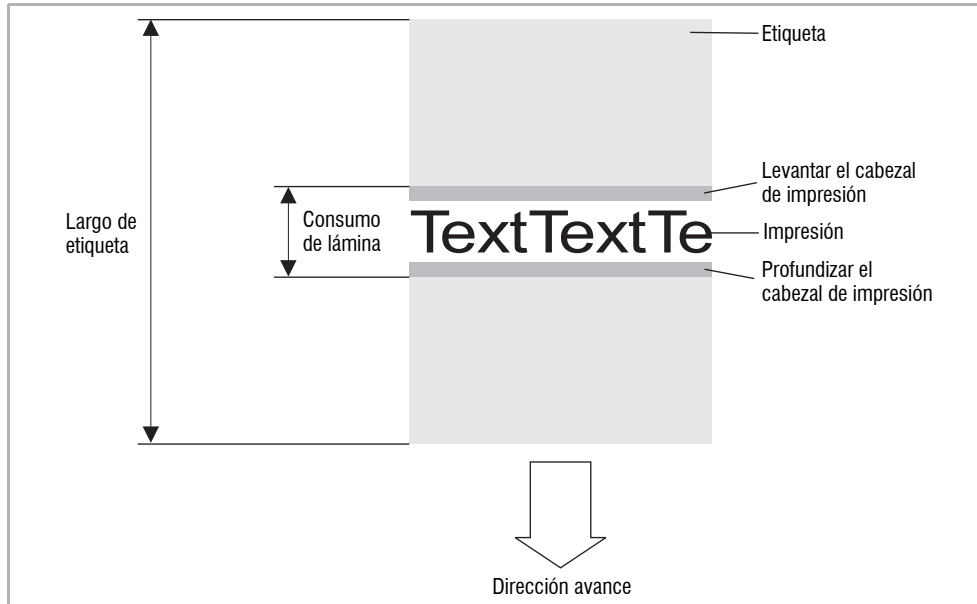 Etiqueta
Levantar el cabezal
de impresión
Largo de
etiqueta
Consumo
de lámina
TextTextTe
Impresión
Profundizar el
cabezal de impresión
Dirección avance